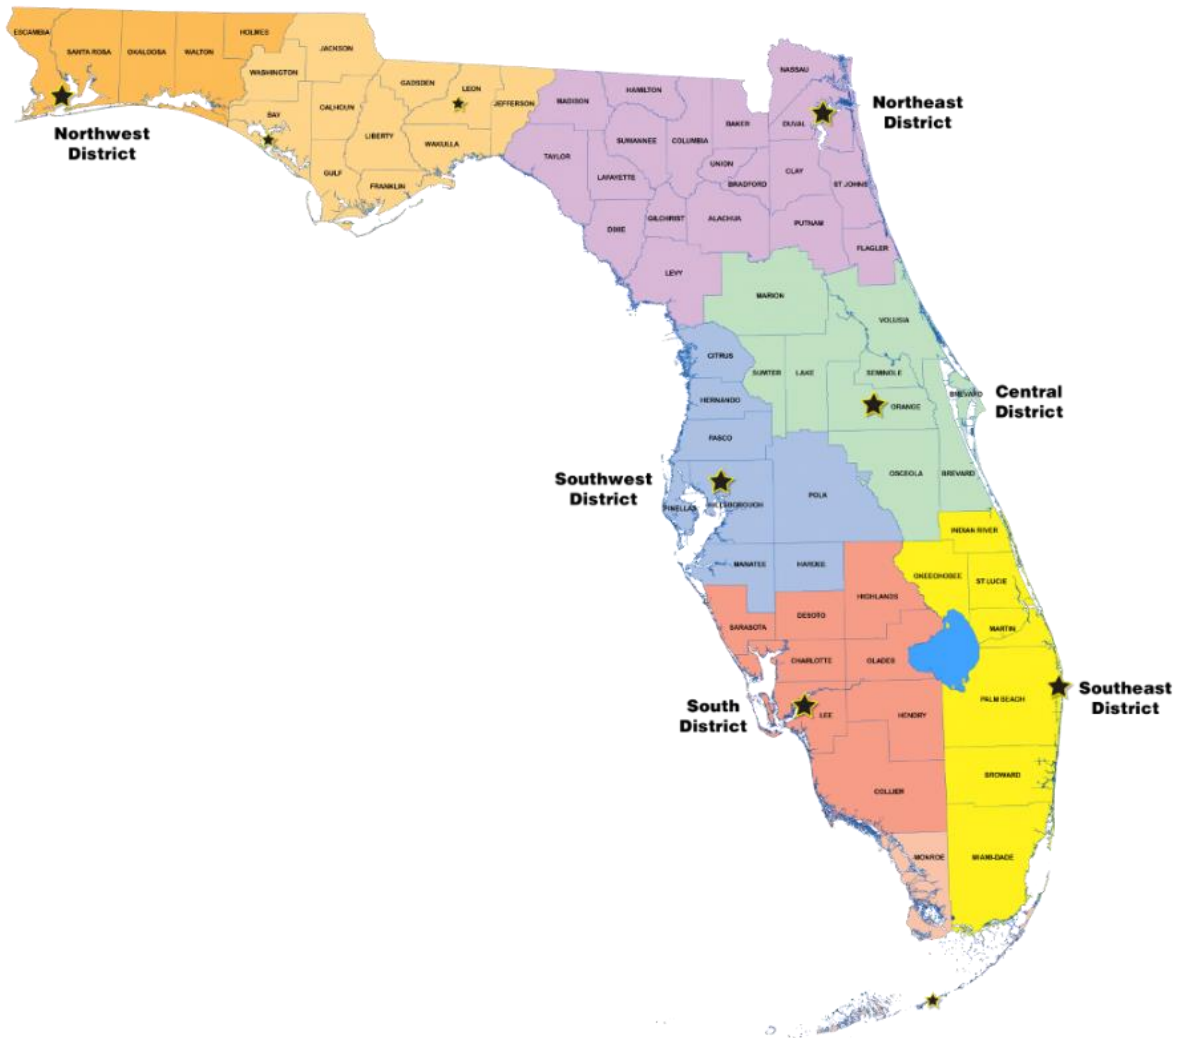 ESCAMBIA
SANTA ROSA
OKALOOSA
WALTON
HOLMES
JACKSON
WASHINGTON
BAY
CALHOUN
GULF
LIBERTY
FRANKLIN
GADSDEN
LEON
WAKULLA
JEFFERSON
Northwest
District
MADISON
HAMILTON
TAYLOR
SUWANNEE
LAFAYETTE
COLUMBIA
BAKER
NASSAU
DUVAL
UNION
BRADFORD
CLAY
ST JOHNS
DIXIE
GILCHRIST
ALACHUA
PUTNAM
FLAGLER
LEVY
Northeast
District
MARION
VOLUSIA
SUMTER
LAKE
SEMINOLE
ORANGE
BREVARD
OSCEOLA
BREVARD
Central
District
CITRUS
HERNANDO
PASCO
PINELLAS
HILLSBOROUGH
POLK
MANATEE
HARDEE
Southwest
District
SARASOTA
DESOTO
HIGHLANDS
CHARLOTTE
GLADES
LEE
HENDRY
COLLIER
MONROE
South
District
INDIAN RIVER
OKEECHOBEE
ST LUCIE
MARTIN
PALM BEACH
BROWARD
MIAMI-DADE
Southeast
District